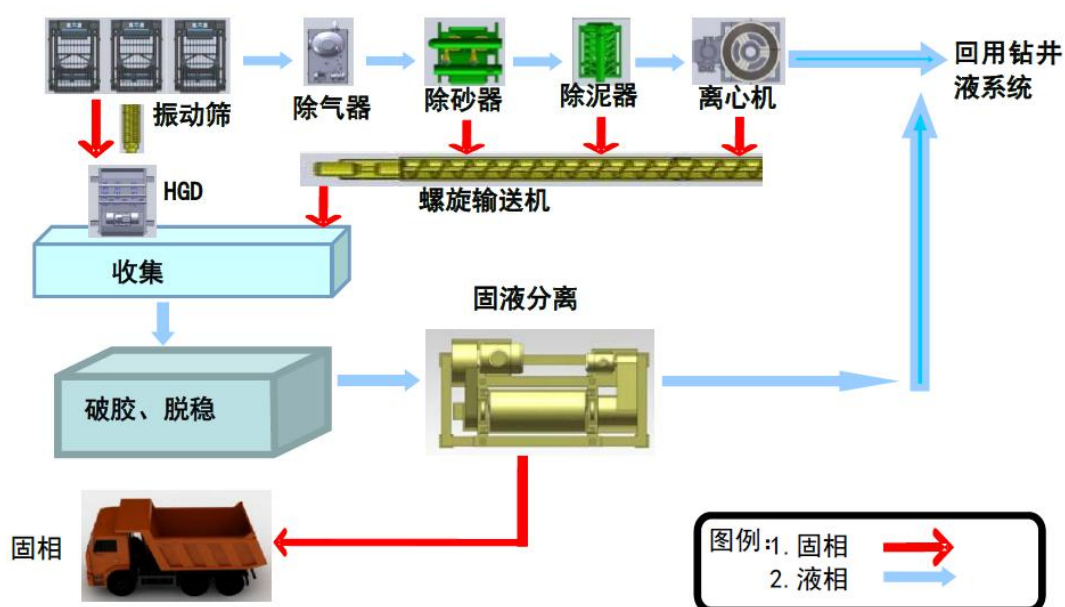 振动筛
除气器
除砂器
除泥器
离心机
回用钻井
液系统
HGD
螺旋输送机
收集
固液分离
破胶、脱稳
固相
图例:1. 固相
2. 液相